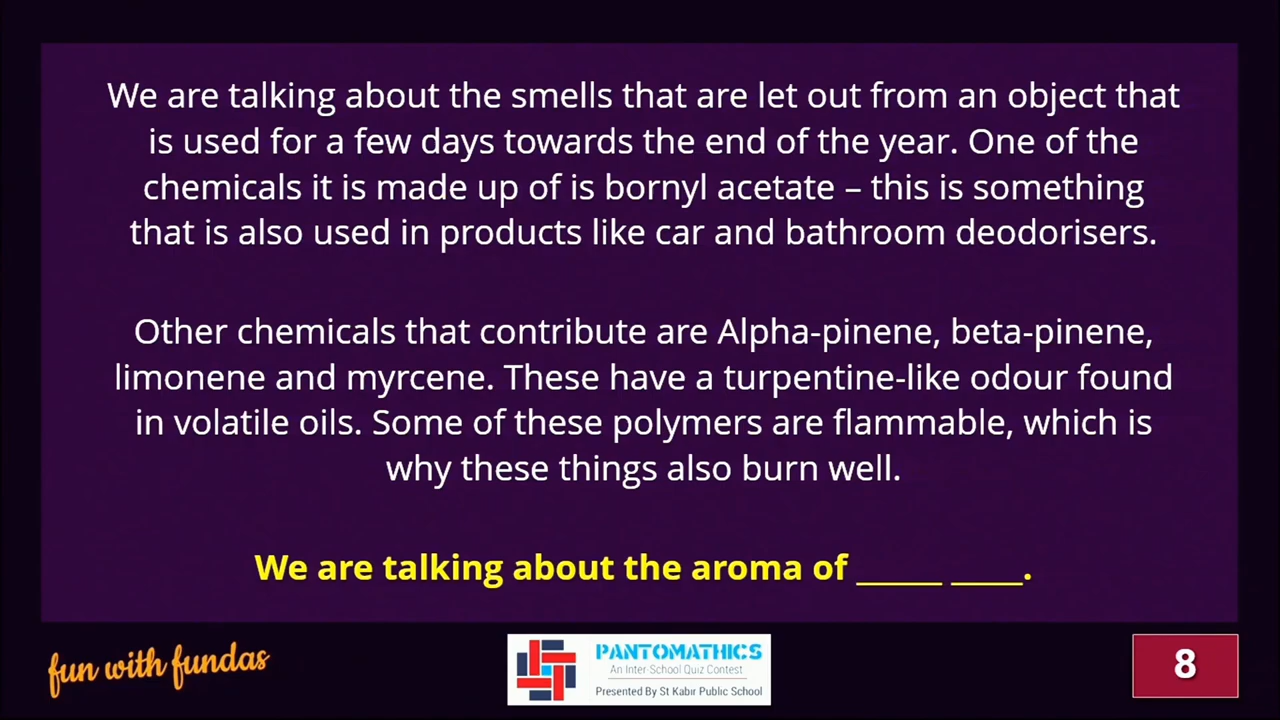 We are talking about the smells that are let out from an object that
is used for a few days towards the end of the year. One of the
chemicals it is made up of is bornyl acetate – this is something
that is also used in products like car and bathroom deodorisers.
Other chemicals that contribute are Alpha-pinene, beta-pinene,
limonene and myrcene. These have a turpentine-like odour found
in volatile oils. Some of these polymers are flammable, which is
why these things also burn well.
We are talking about the aroma of ______ _____.
fun with fundas
PANTOMATHICS
An Inter-School Quiz Contest
Presented By St Kabir Public School
8